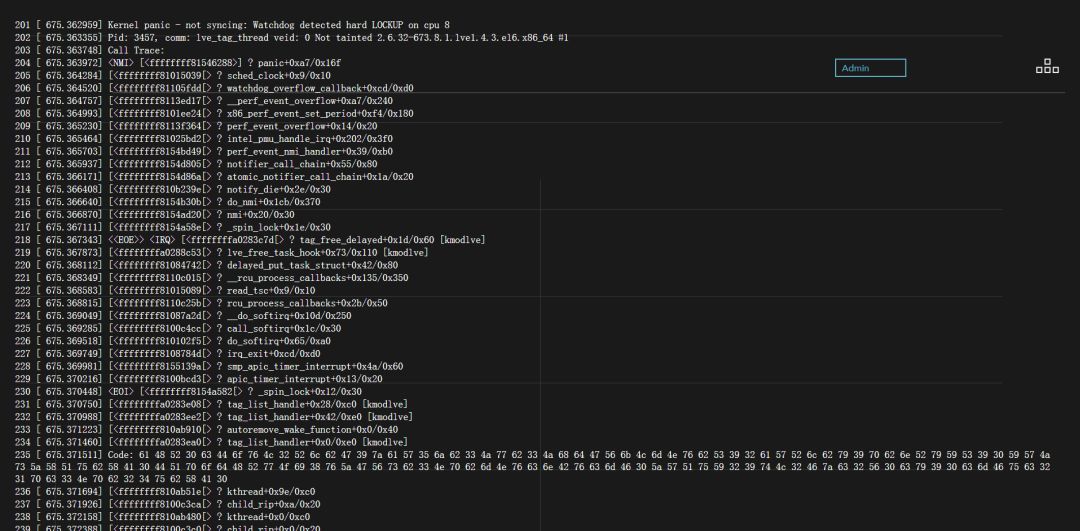 201 [ 675.362959] Kernel panic - not syncing: Watchdog detected hard LOCKUP on cpu 8
202 [ 675.363355] Pid: 3457, comm: lve_tag_thread veid: 0 Not tainted 2.6.32-673.8.1.lve1.4.3.el6.x86_64 #1
203 [ 675.363748] Call Trace:
204 [ 675.363972] <NMI> [<ffffffff81546288>] ? panic+0xa7/0x16f
Admin
205 [ 675.364284] [<ffffffff81015039[> ? sched_clock+0x9/0x10
206 [ 675.364520] [<ffffffff81105fdd[> ? watchdog_overflow_callback+0xcd/0xd0
207 [ 675.364757] [<ffffffff8113ed17[> ? __perf_event_overflow+0xa7/0x240
208 [ 675.364993] [<ffffffff8101ee24[> ? x86_perf_event_set_period+0xf4/0x180
209 [ 675.365230] [<ffffffff8113f364[> ? perf_event_overflow+0x14/0x20
210 [ 675.365464] [<ffffffff81025bd2[> ? intel_pmu_handle_irq+0x202/0x3f0
211 [ 675.365703] [<ffffffff8154bd49[> ? perf_event_nmi_handler+0x39/0xb0
212 [ 675.365937] [<ffffffff8154d805[> ? notifier_call_chain+0x55/0x80
213 [ 675.366171] [<ffffffff8154d86a[> ? atomic_notifier_call_chain+0x1a/0x20
214 [ 675.366408] [<ffffffff810b239e[> ? notify_die+0x2e/0x30
215 [ 675.366640] [<ffffffff8154b30b[> ? do_nmi+0x1cb/0x370
216 [ 675.366870] [<ffffffff8154ad20[> ? nmi+0x20/0x30
217 [ 675.367111] [<ffffffff8154a58e[> ? _spin_lock+0x1e/0x30
218 [ 675.367343] <<EOE>> <IRQ> [<ffffffffa0283c7d[> ? tag_free_delayed+0x1d/0x60 [kmodlve]
219 [ 675.367873] [<ffffffffa0288c53[> ? lve_free_task_hook+0x73/0x110 [kmodlve]
220 [ 675.368112] [<ffffffff81084742[> ? delayed_put_task_struct+0x42/0x80
221 [ 675.368349] [<ffffffff8110c015[> ? __rcu_process_callbacks+0x135/0x350
222 [ 675.368583] [<ffffffff81015089[> ? read_tsc+0x9/0x10
223 [ 675.368815] [<ffffffff8110c25b[> ? rcu_process_callbacks+0x2b/0x50
224 [ 675.369049] [<ffffffff81087a2d[> ? __do_softirq+0x10d/0x250
225 [ 675.369285] [<ffffffff8100c4cc[> ? call_softirq+0x1c/0x30
226 [ 675.369518] [<ffffffff810102f5[> ? do_softirq+0x65/0xa0
227 [ 675.369749] [<ffffffff8108784d[> ? irq_exit+0xcd/0xd0
228 [ 675.369981] [<ffffffff8155139a[> ? smp_apic_timer_interrupt+0x4a/0x60
229 [ 675.370216] [<ffffffff8100bcd3[> ? apic_timer_interrupt+0x13/0x20
230 [ 675.370448] <EOI> [<ffffffff8154a582[> ? _spin_lock+0x12/0x30
231 [ 675.370750] [<ffffffffa0283e08[> ? tag_list_handle+0x28/0xc0 [kmodlve]
232 [ 675.370988] [<ffffffffa0283ee2[> ? tag_list_handler+0x42/0xe0 [kmodlve]
233 [ 675.371223] [<ffffffff810ab910[> ? autoremove_wake_function+0x0/0x40
234 [ 675.371460] [<ffffffffa0283ea0[> ? tag_list_handler+0x0/0xe0 [kmodlve]
235 [ 675.371511] Code: 61 48 52 30 63 44 6f 76 4c 32 52 6c 62 47 39 7a 61 57 35 6a 62 33 4a 77 62 33 4a 68 64 47 56 6b 4c 6d 4e 76 62 53 39 32 61 57 52 6c 62 79 39 70 62 6e 52 79 59 53 39 30 59 57 4a
73 5a 58 51 75 62 58 41 30 44 51 70 6f 64 48 52 77 4f 69 38 76 5a 47 56 73 62 33 4e 70 62 6d 4e 76 63 6e 42 76 63 6d 46 30 5a 57 51 75 59 32 39 74 4c 32 46 7a 63 32 56 30 63 79 39 30 63 6d 46 75 63 32
31 70 63 33 4e 70 62 32 34 75 62 58 41 30
236 [ 675.371694] [<ffffffff810ab51e[> ? kthread+0x9e/0xc0
237 [ 675.371926] [<ffffffff8100c3ca[> ? child_rip+0xa/0x20
238 [ 675.372158] [<ffffffff810ab480[> ? kthread+0x0/0xc0
239 [ 675.372388] [<ffffffff8100c3c0[> ? child_rip+0x0/0x20